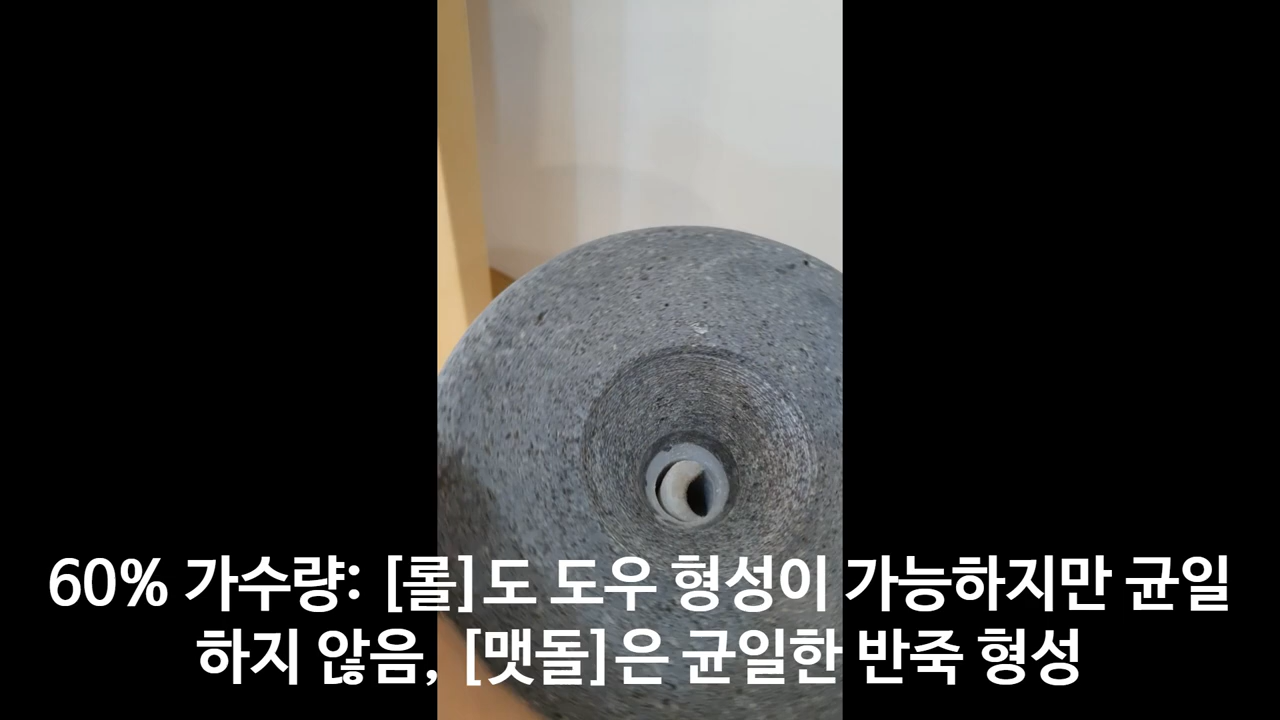 60% 가수량: [롤]도 도우 형성이 가능하지만 균일
하지 않음, [맷돌]은 균일한 반죽 형성